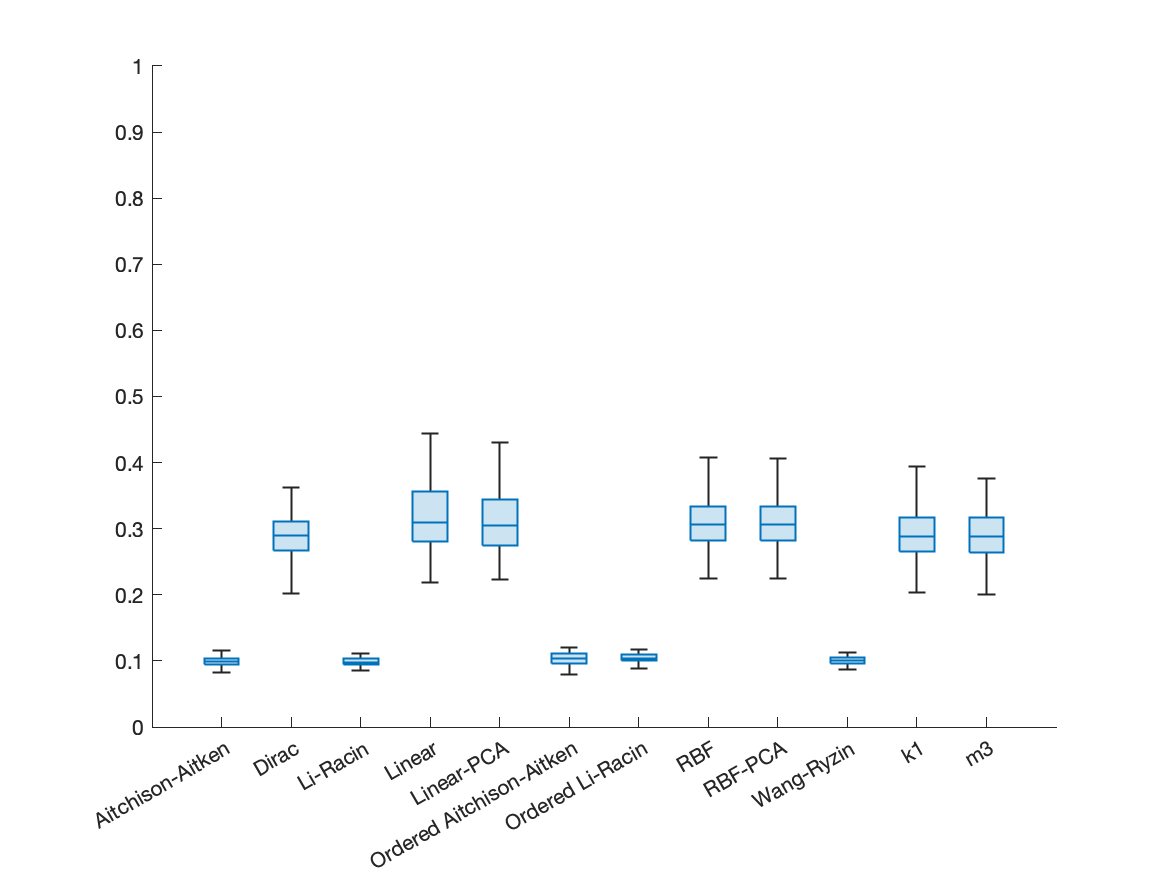 1
0.9
0.8
0.7
0.6
0.5
0.4
0.3
0.2
0.1
0
Aitchison-Aitken
Dirac
Li-Racin
Linear
Linear-PCA
Ordered Aitchison-Aitken
Ordered Li-Racin
RBF
RBF-PCA
Wang-Ryzin
k1
m3